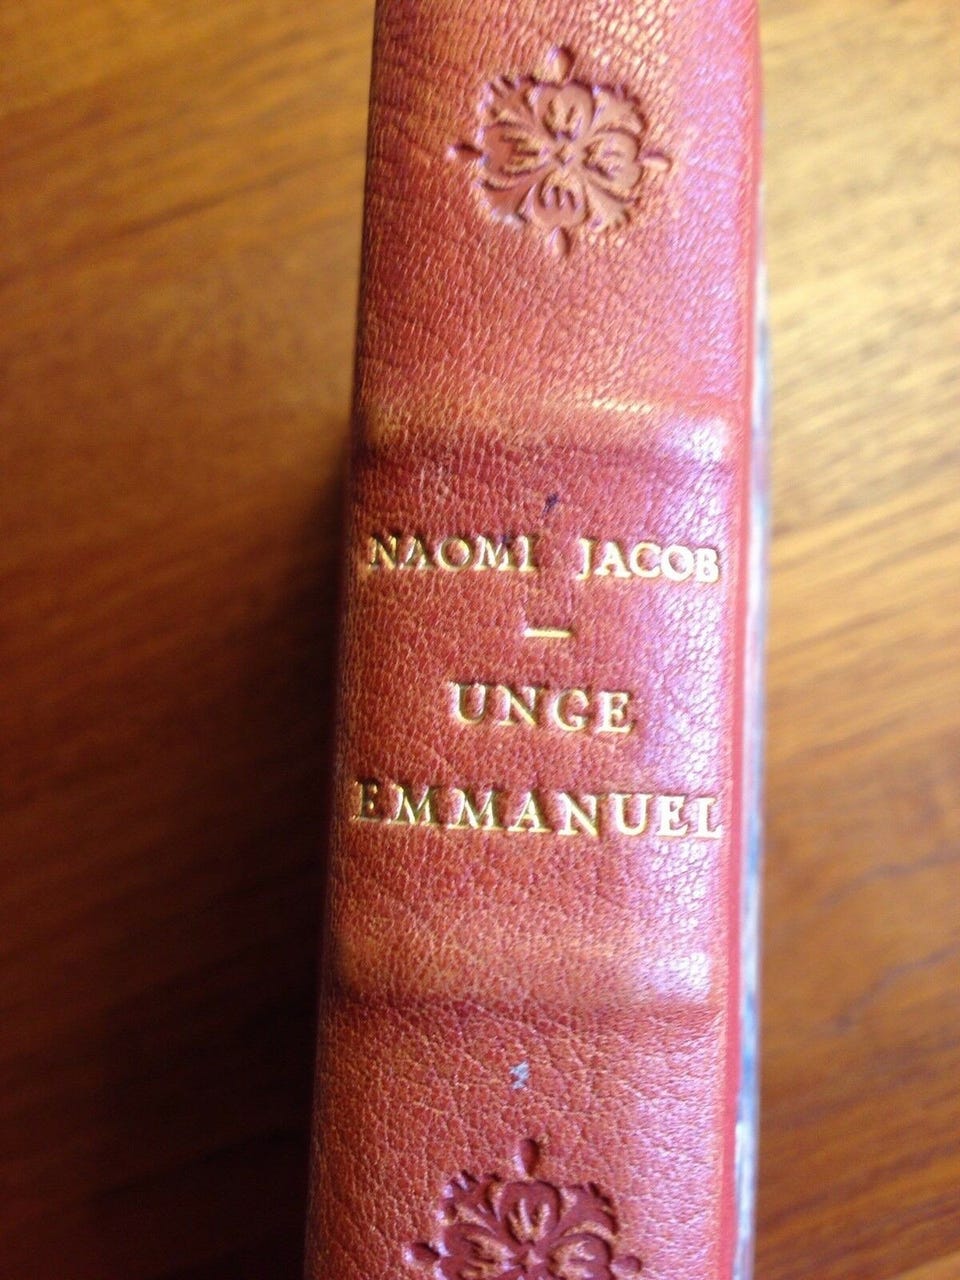 NAOMI JACOB
—
UNGE
EMMANUEL